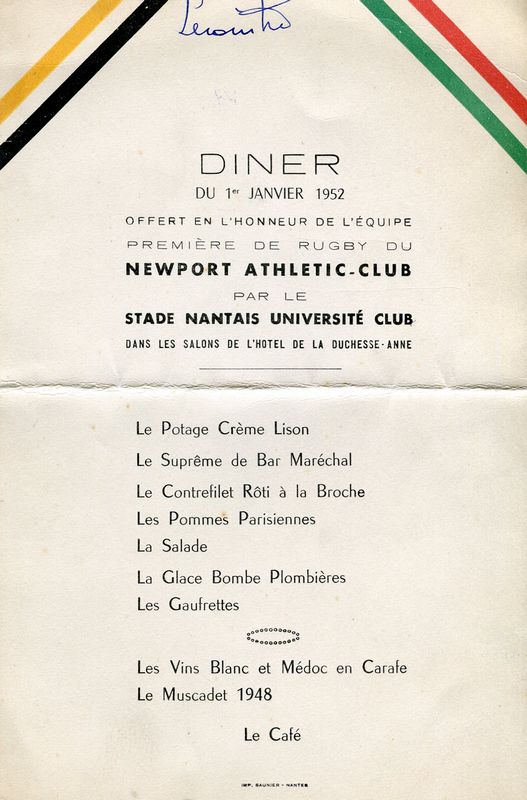 DINER
DU 1er JANVIER 1952
OFFERT EN L'HONNEUR DE L'ÉQUIPE
PREMIÈRE DE RUGBY DU
NEWPORT ATHLETIC-CLUB
PAR LE
STADE NANTAIS UNIVERSITÉ CLUB
DANS LES SALONS DE L'HOTEL DE LA DUCHESSE-ANNE
Le Potage Crème Lison
Le Suprême de Bar Maréchal
Le Contrefilet Rôti à la Broche
Les Pommes Parisiennes
La Salade
La Glace Bombe Plombières
Les Gaufrettes
Les Vins Blanc et Médoc en Carafe
Le Muscadet 1948
Le Café
IMP. SAUNIER - NANTES